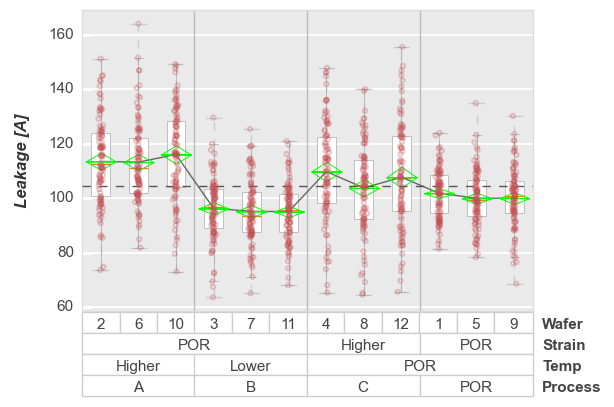 160
140
120
100
80
60
Leakage [A]
2 6 10 3 7 11 4 8 12 1 5 9 Wafer
POR Higher POR Strain
Higher Lower POR Temp
A B C POR Process